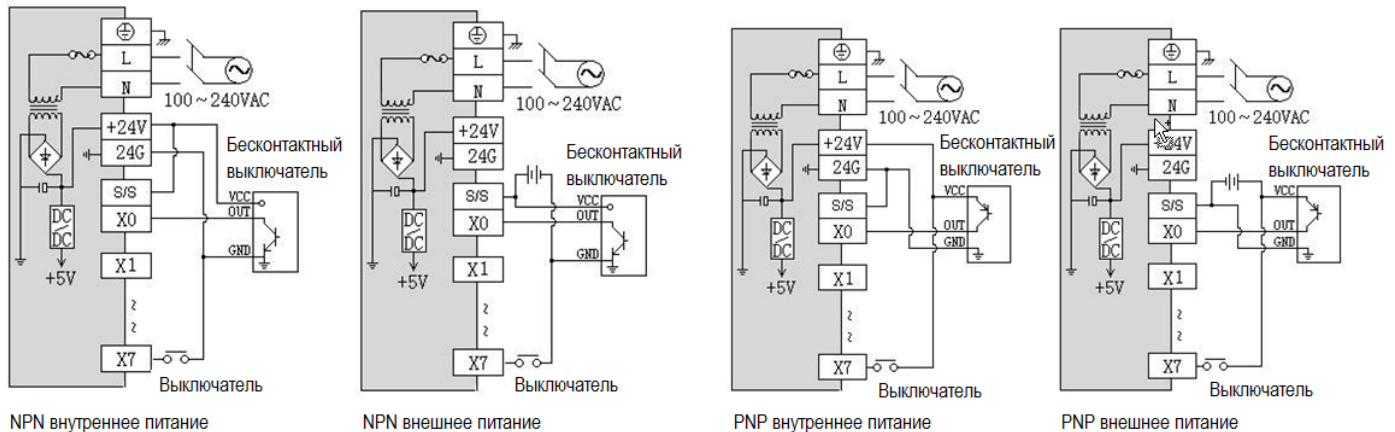 L
N
100~240VAC
+24V
24G
Бесконтактный
выключатель
S/S
VCC
X0
OUT
GND
DC
DC
+5V
X1
~
~
X7
Выключатель
NPN внутреннее питание
L
N
100~240VAC
+24V
24G
Бесконтактный
выключатель
S/S
VCC
X0
OUT
GND
DC
DC
+5V
X1
~
~
X7
Выключатель
NPN внешнее питание
L
N
100~240VAC
+24V
24G
Бесконтактный
выключатель
S/S
VCC
X0
OUT
GND
DC
DC
+5V
X1
~
~
X7
Выключатель
PNP внутреннее питание
L
N
100~240VAC
24G
Бесконтактный
выключатель
S/S
VCC
X0
OUT
GND
DC
DC
+5V
X1
~
~
X7
Выключатель
PNP внешнее питание